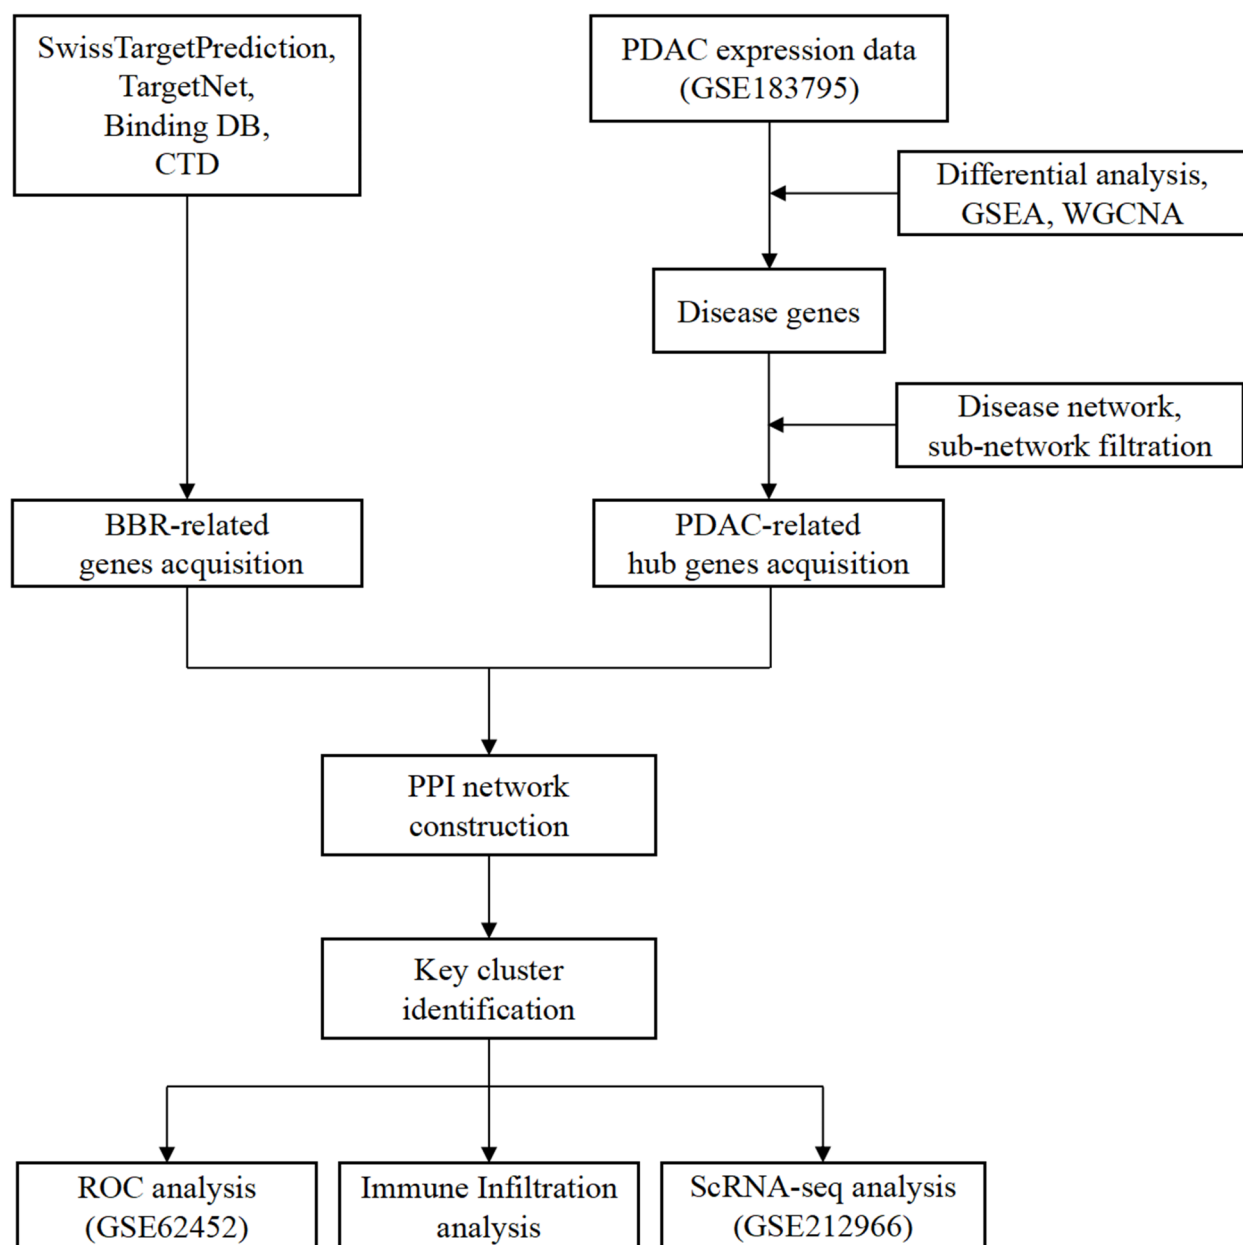 SwissTargetPrediction,
TargetNet,
Binding DB,
CTD
PDAC expression data
(GSE183795)
Differential analysis,
GSEA, WGCNA
Disease genes
Disease network,
sub-network filtration
BBR-related
genes acquisition
PDAC-related
hub genes acquisition
PPI network
construction
Key cluster
identification
ROC analysis
(GSE62452)
Immune Infiltration
analysis
ScRNA-seq analysis
(GSE212966)